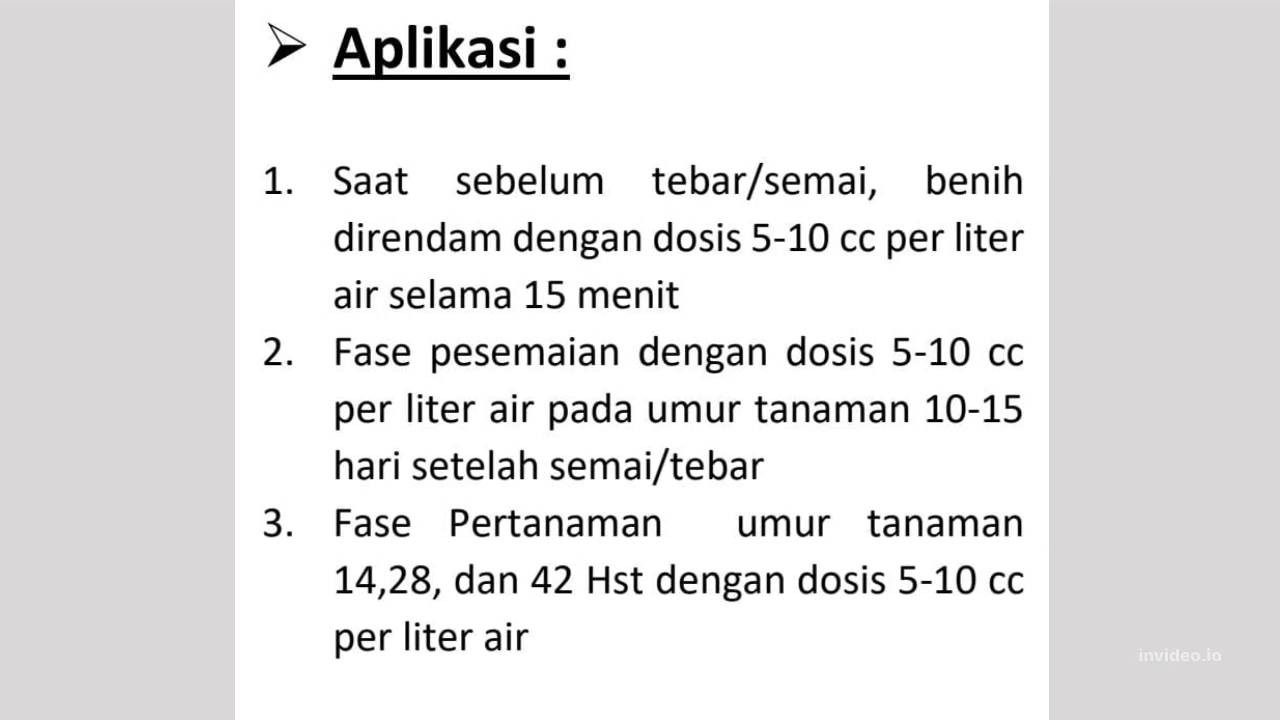 ➢ Aplikasi :
1. Saat sebelum tebar/semai, benih
direndam dengan dosis 5-10 cc per liter
air selama 15 menit
2. Fase pesemaian dengan dosis 5-10 cc
per liter air pada umur tanaman 10-15
hari setelah semai/tebar
3. Fase Pertanaman umur tanaman
14,28, dan 42 Hst dengan dosis 5-10 cc
per liter air
invideo.io